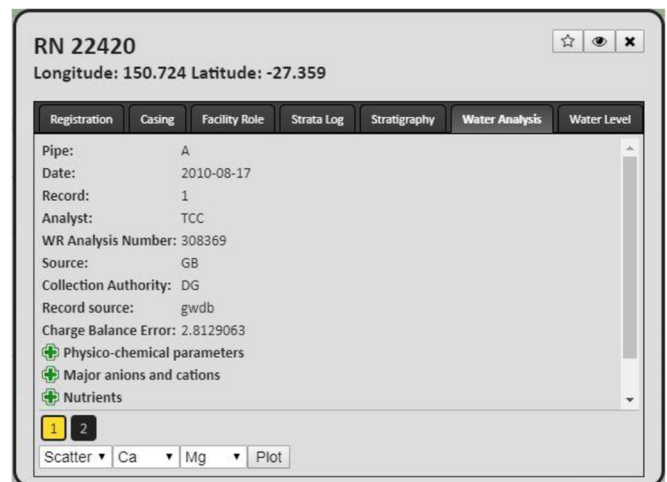 RN 22420
Longitude: 150.724 Latitude: -27.359
Registration Casing Facility Role Strata Log Stratigraphy Water Analysis Water Level
Pipe: A
Date: 2010-08-17
Record: 1
Analyst: TCC
WR Analysis Number: 308369
Source: GB
Collection Authority: DG
Record source: gwdb
Charge Balance Error: 2.8129063
Physico-chemical parameters
Major anions and cations
Nutrients
1 2
Scatter Ca Mg Plot